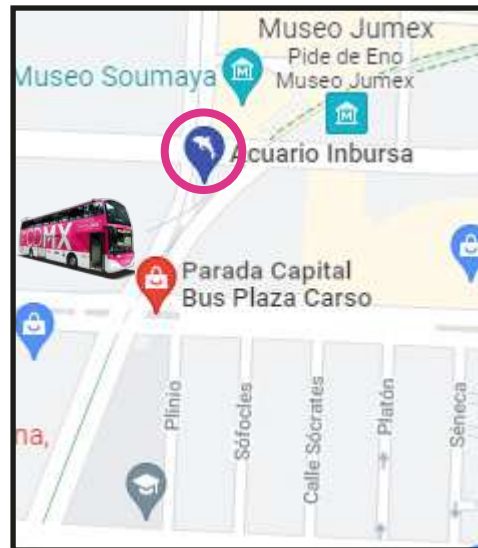 Museo Jumex
Pide de Eno
Museo Jumex
Museo Soumaya
Acuario Inbursa
CDMX
Parada Capital
Bus Plaza Carso
na,
Plinio
Sófocles
Calle Sócrates
Platón
Séneca